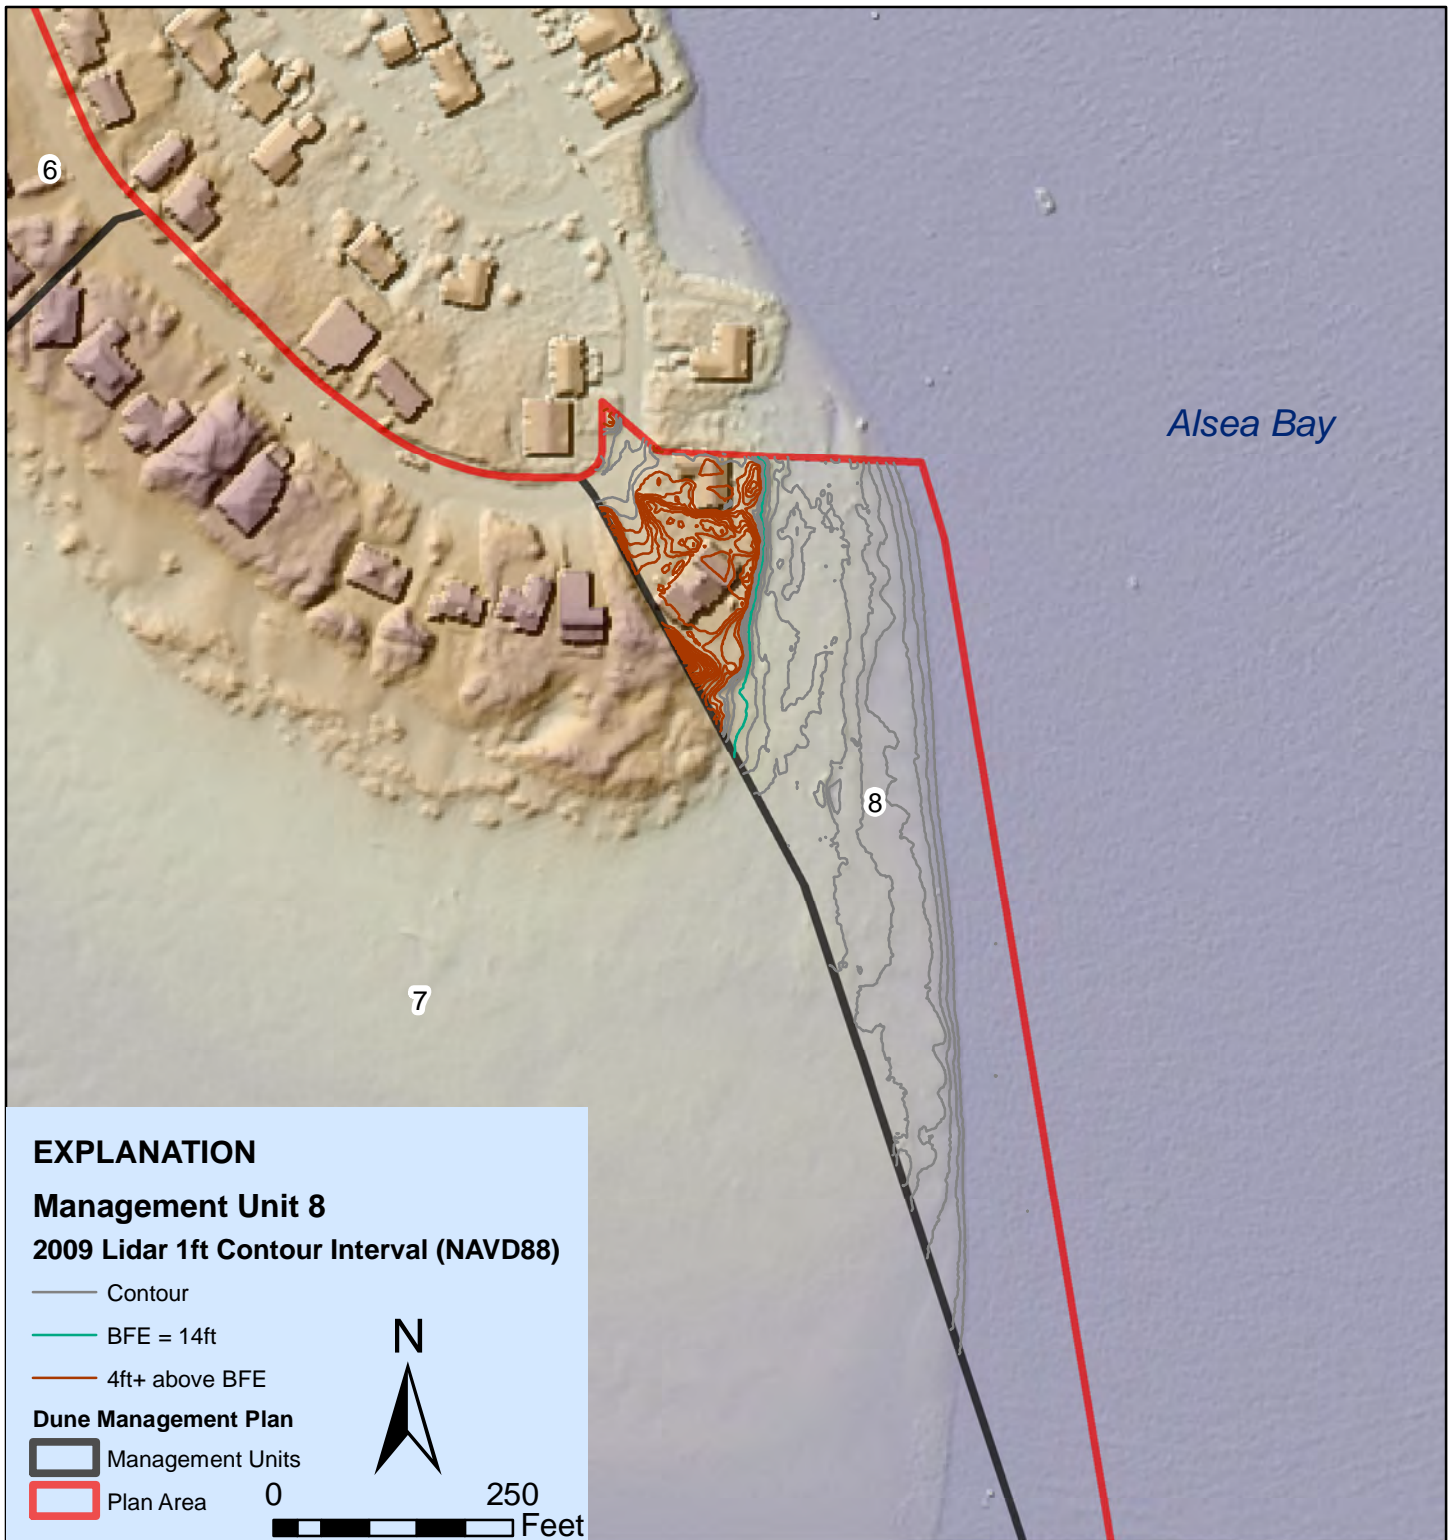 6
Alsea Bay
8
7
EXPLANATION
Management Unit 8
2009 Lidar 1ft Contour Interval (NAVD88)
Contour
BFE = 14ft
4ft+ above BFE
N
Dune Management Plan
Management Units
Plan Area
0 250
Feet